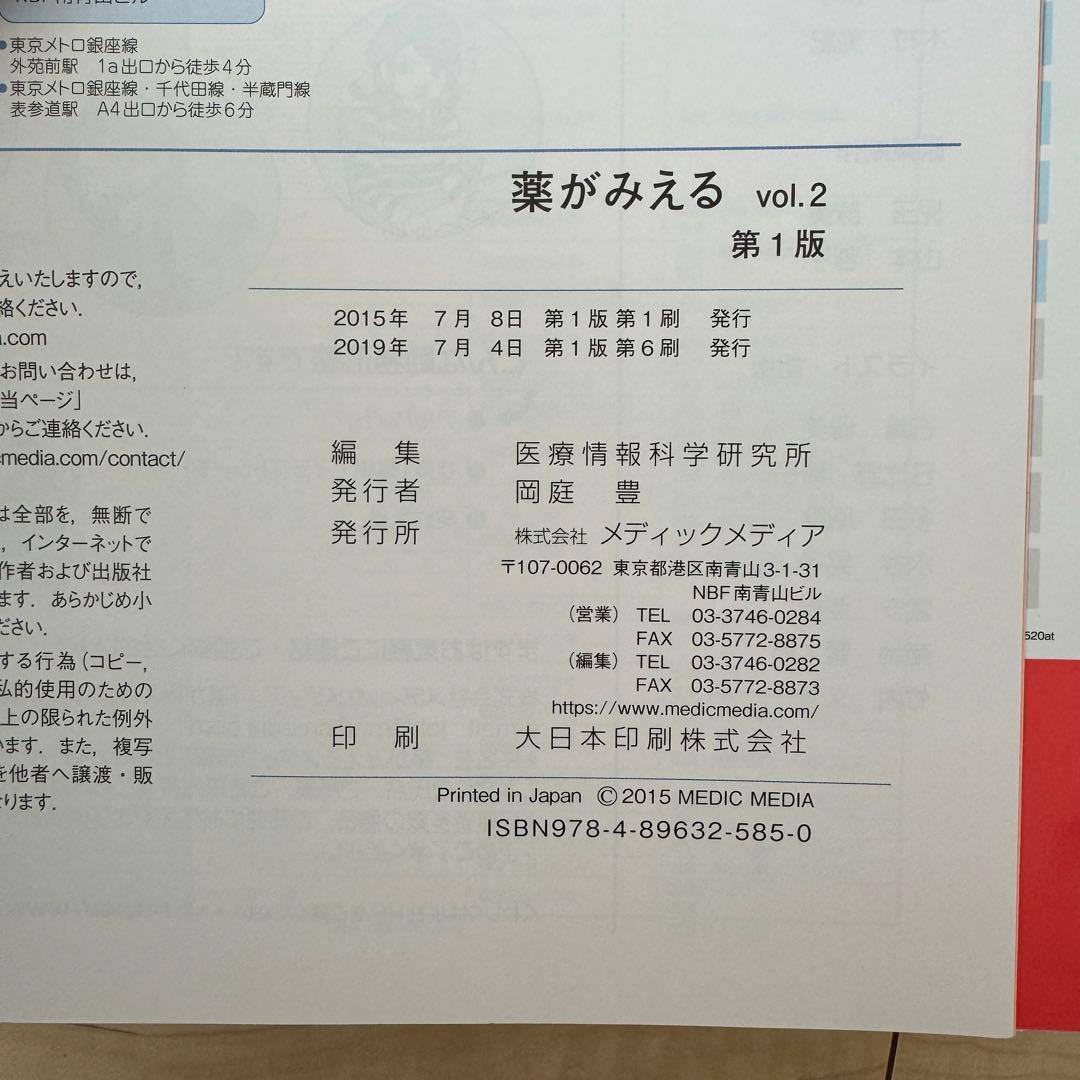 NBF南青山ビル
●東京メトロ銀座線
外苑前駅 1a出口から徒歩4分
●東京メトロ銀座線・千代田線・半蔵門線
表参道駅 A4出口から徒歩6分
薬がみえる vol.2
第1版
2015年 7月 8日 第1版 第1刷 発行
2019年 7月 4日 第1版 第6刷 発行
編集 医療情報科学研究所
発行者 岡庭 豊
発行所 株式会社 メディックメディア
〒107-0062 東京都港区南青山3-1-31
NBF南青山ビル
(営業) TEL 03-3746-0284
FAX 03-5772-8875
(編集) TEL 03-3746-0282
FAX 03-5772-8873
https://www.medicmedia.com/
印刷 大日本印刷株式会社
Printed in Japan ©2015 MEDIC MEDIA
ISBN978-4-89632-585-0
えいたしますので,
絡ください.
.com
お問い合わせは,
当ページ」
からご連絡ください.
cmedia.com/contact/
は全部を, 無断で
, インターネットで
作者および出版社
ます. あらかじめ小
ださい.
する行為(コピー,
私的使用のための
上の限られた例外
います. また, 複写
を他者へ譲渡・販
なります.
520at